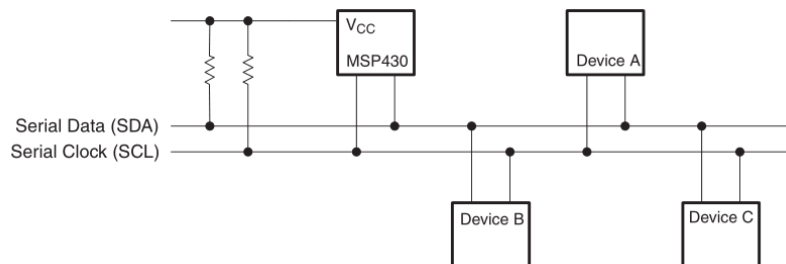 VCC
MSP430
Device A
Serial Data (SDA)
Serial Clock (SCL)
Device B
Device C